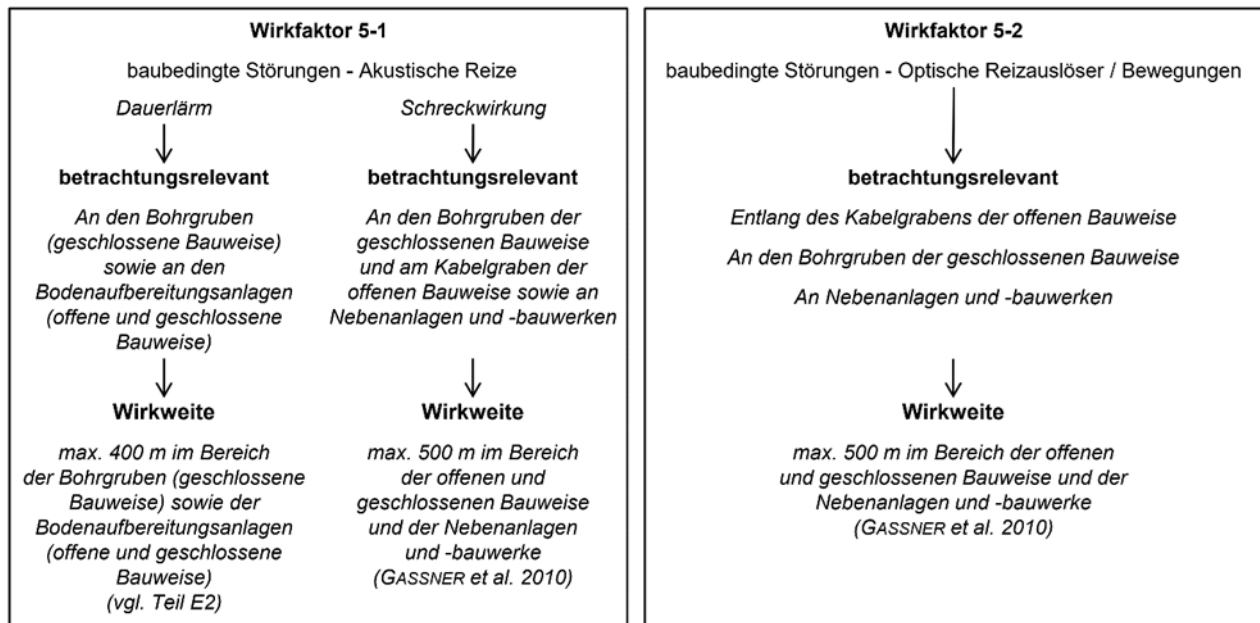 Wirkfaktor 5-1
baubedingte Störungen - Akustische Reize
Dauerlärm
betrachtungsrelevant
An den Bohrgruben
(geschlossene Bauweise)
sowie an den
Bodenaufbereitungsanlagen
(offene und geschlossene
Bauweise)
Wirkweite
max. 400 m im Bereich
der Bohrgruben (geschlossene
Bauweise) sowie der
Bodenaufbereitungsanlagen
(offene und geschlossene
Bauweise)
(vgl. Teil E2)
Schreckwirkung
betrachtungsrelevant
An den Bohrgruben der
geschlossenen Bauweise
und am Kabelgraben der
offenen Bauweise sowie an
Nebenanlagen und -bauwerken
Wirkweite
max. 500 m im Bereich
der offenen und
geschlossenen Bauweise
und der Nebenanlagen
und -bauwerke
(GASSNER et al. 2010)
Wirkfaktor 5-2
baubedingte Störungen - Optische Reizauslöser / Bewegungen
betrachtungsrelevant
Entlang des Kabelgrabens der offenen Bauweise
An den Bohrgruben der geschlossenen Bauweise
An Nebenanlagen und -bauwerken
Wirkweite
max. 500 m im Bereich der offenen
und geschlossenen Bauweise und der
Nebenanlagen und -bauwerke
(GASSNER et al. 2010)